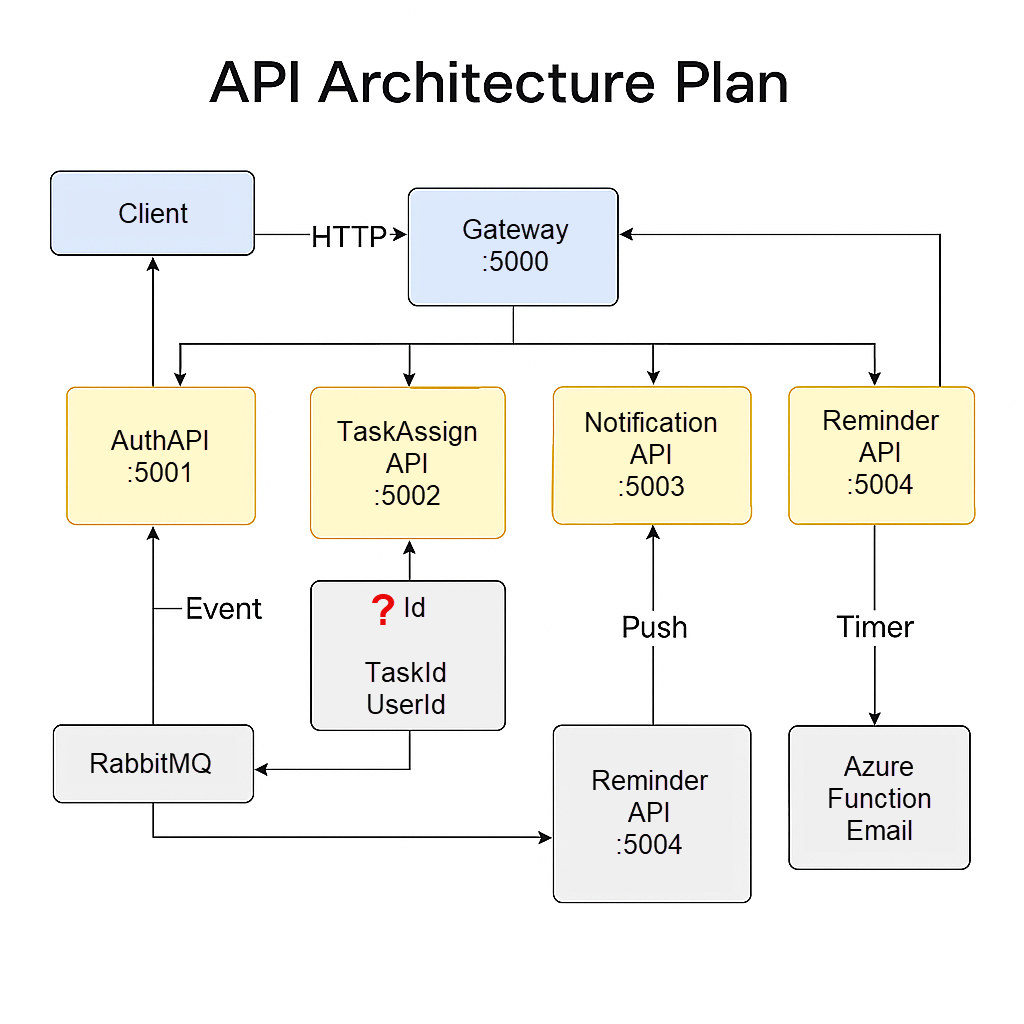 API Architecture Plan
Client
HTTP
Gateway
:5000
AuthAPI
:5001
TaskAssign
API
:5002
Notification
API
:5003
Reminder
API
:5004
Event
? Id
TaskId
UserId
Push
Timer
RabbitMQ
Reminder
API
:5004
Azure
Function
Email